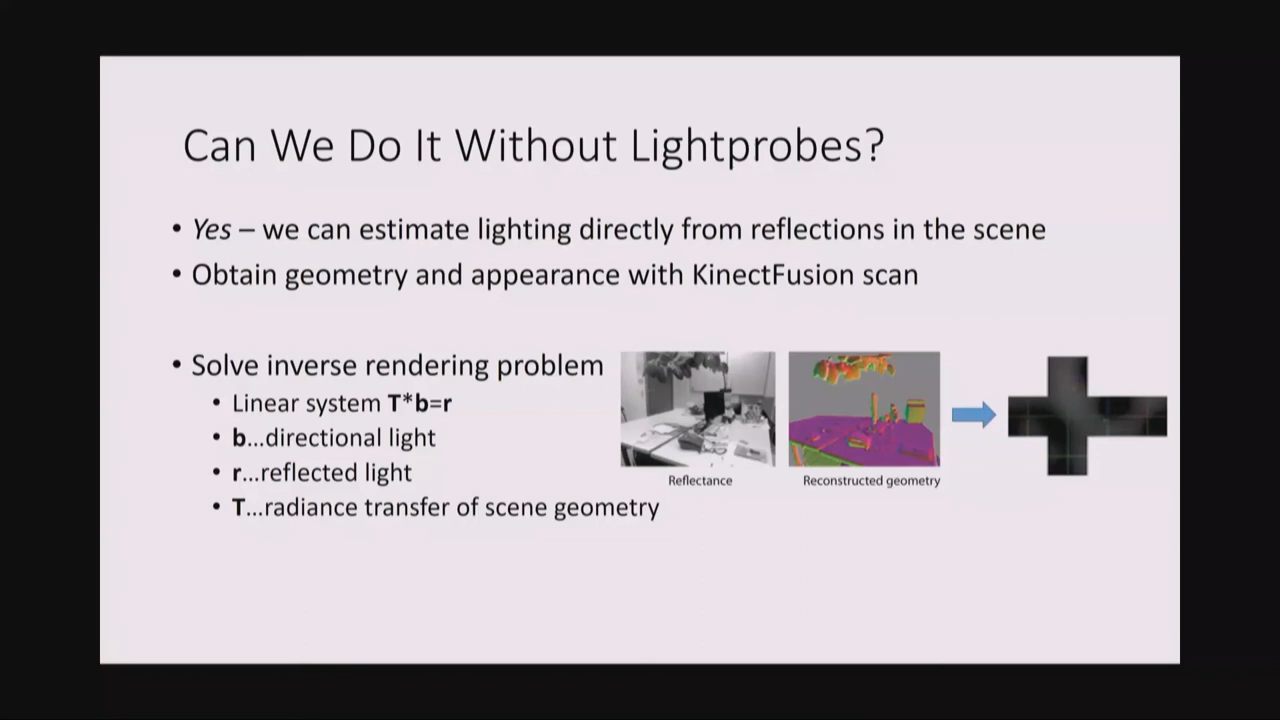 Can We Do It Without Lightprobes?
• Yes – we can estimate lighting directly from reflections in the scene
• Obtain geometry and appearance with KinectFusion scan
• Solve inverse rendering problem
• Linear system T*b=r
• b...directional light
• r...reflected light
• T...radiance transfer of scene geometry
Reflectance
Reconstructed geometry